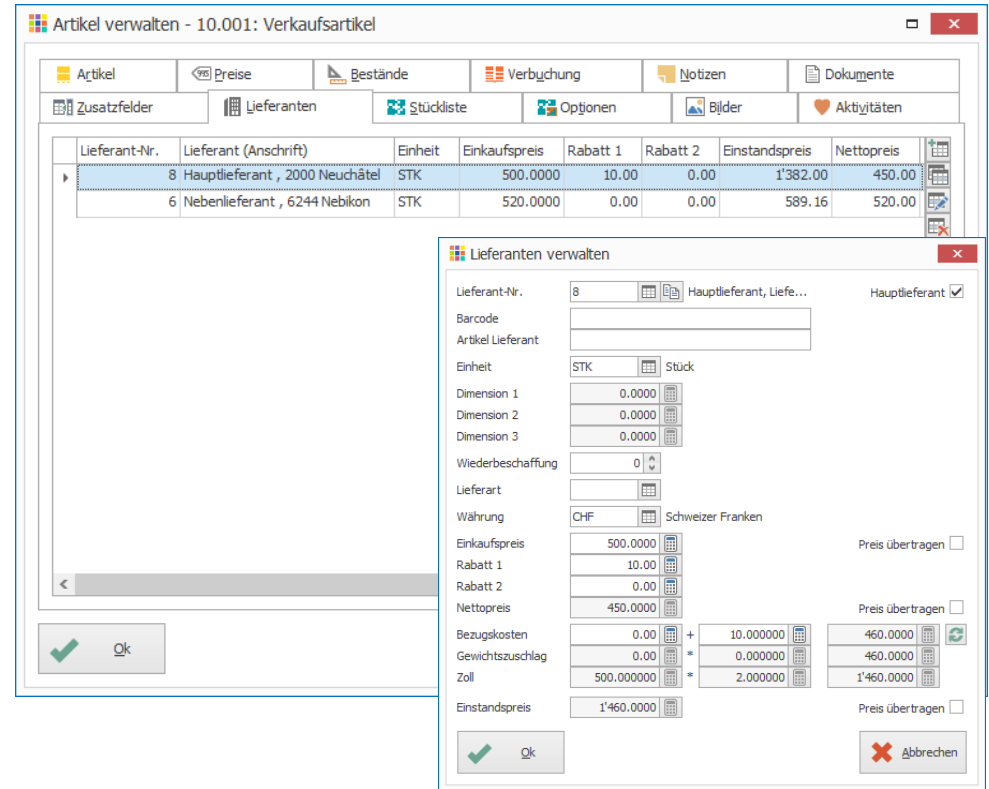 Artikel verwalten - 10.001: Verkaufsartikel
Artikel Preise Bestände Verbuchung Notizen Dokumente
Zusatzfelder Lieferanten Stückliste Optionen Bilder Aktivitäten
Lieferant-Nr. Lieferant (Anschrift) Einheit Einkaufspreis Rabatt 1 Rabatt 2 Einstandspreis Nettopreis
8 Hauptlieferant , 2000 Neuchâtel STK 500.0000 10.00 0.00 1'382.00 450.00
6 Nebenlieferant , 6244 Nebikon STK 520.0000 0.00 0.00 589.16 520.00
Ok
Lieferanten verwalten
Lieferant-Nr. 8 Hauptlieferant, Liefe... Hauptlieferant
Barcode
Artikel Lieferant
Einheit STK Stück
Dimension 1 0.0000
Dimension 2 0.0000
Dimension 3 0.0000
Wiederbeschaffung 0
Lieferart
Währung CHF Schweizer Franken
Einkaufspreis 500.0000 Preis übertragen
Rabatt 1 10.00
Rabatt 2 0.00
Nettopreis 450.0000 Preis übertragen
Bezugskosten 0.00 + 10.000000 460.0000
Gewichtszuschlag 0.00 * 0.000000 460.0000
Zoll 500.000000 * 2.000000 1'460.0000
Einstandspreis 1'460.0000 Preis übertragen
Ok Abbrechen